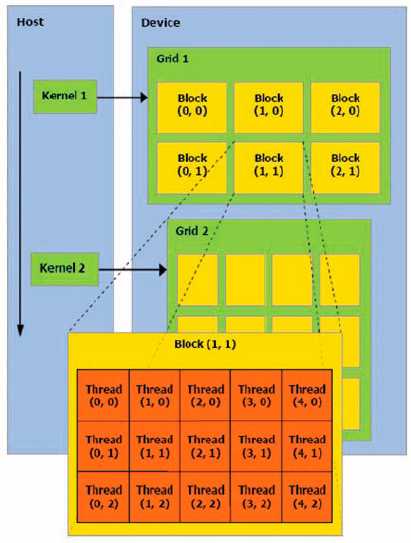 Host
Device
Grid 1
Kernel 1
Block Block Block
(0, 0) (1, 0) (2, 0)
Block Block Block
(0, 1) (1, 1) (2, 1)
Grid 2
Kernel 2
Block (1, 1)
Thread Thread Thread Thread Thread
(0, 0) (1, 0) (2, 0) (3, 0) (4, 0)
Thread Thread Thread Thread Thread
(0, 1) (1, 1) (2, 1) (3, 1) (4, 1)
Thread Thread Thread Thread Thread
(0, 2) (1, 2) (2, 2) (3, 2) (4, 2)